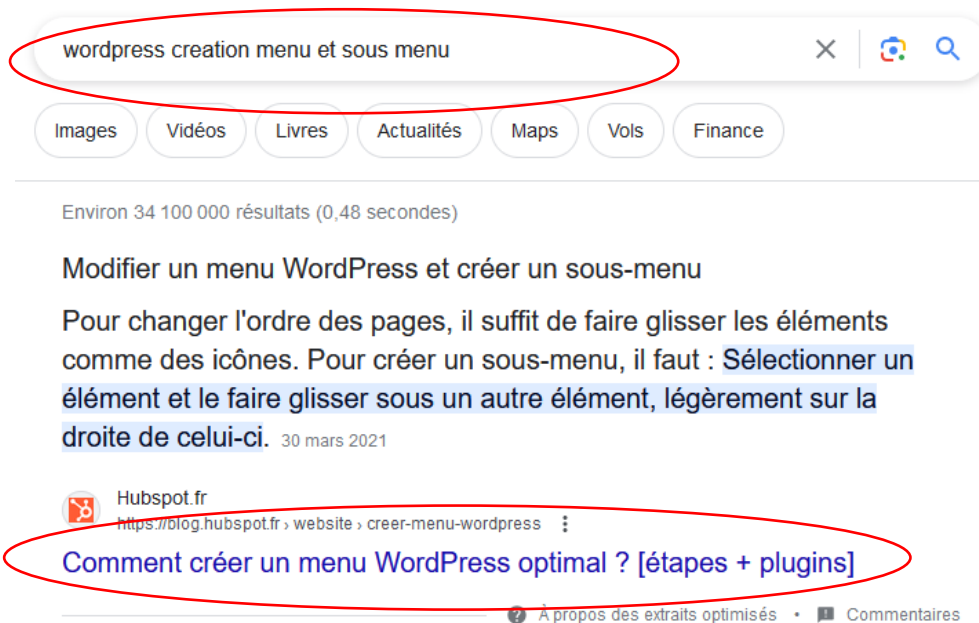 wordpress creation menu et sous menu
Images Vidéos Livres Actualités Maps Vols Finance
Environ 34 100 000 résultats (0,48 secondes)
Modifier un menu WordPress et créer un sous-menu
Pour changer l'ordre des pages, il suffit de faire glisser les éléments
comme des icônes. Pour créer un sous-menu, il faut : Sélectionner un
élément et le faire glisser sous un autre élément, légèrement sur la
droite de celui-ci. 30 mars 2021
Hubspot.fr
https://blog.hubspot.fr › website › creer-menu-wordpress
Comment créer un menu WordPress optimal ? [étapes + plugins]
À propos des extraits optimisés • Commentaires